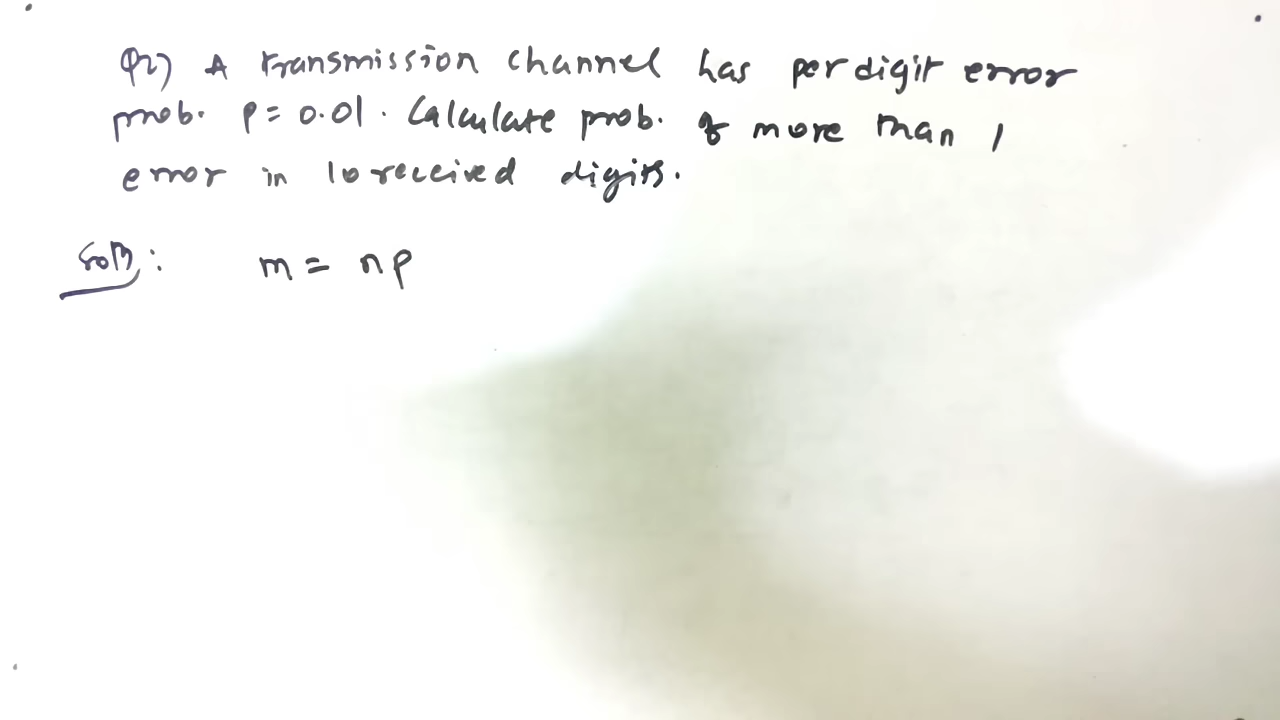 Q2) A transmission channel has per digit error
prob. p = 0.01. Calculate prob. of more than 1
error in 10 received digits.
Soln: m = np